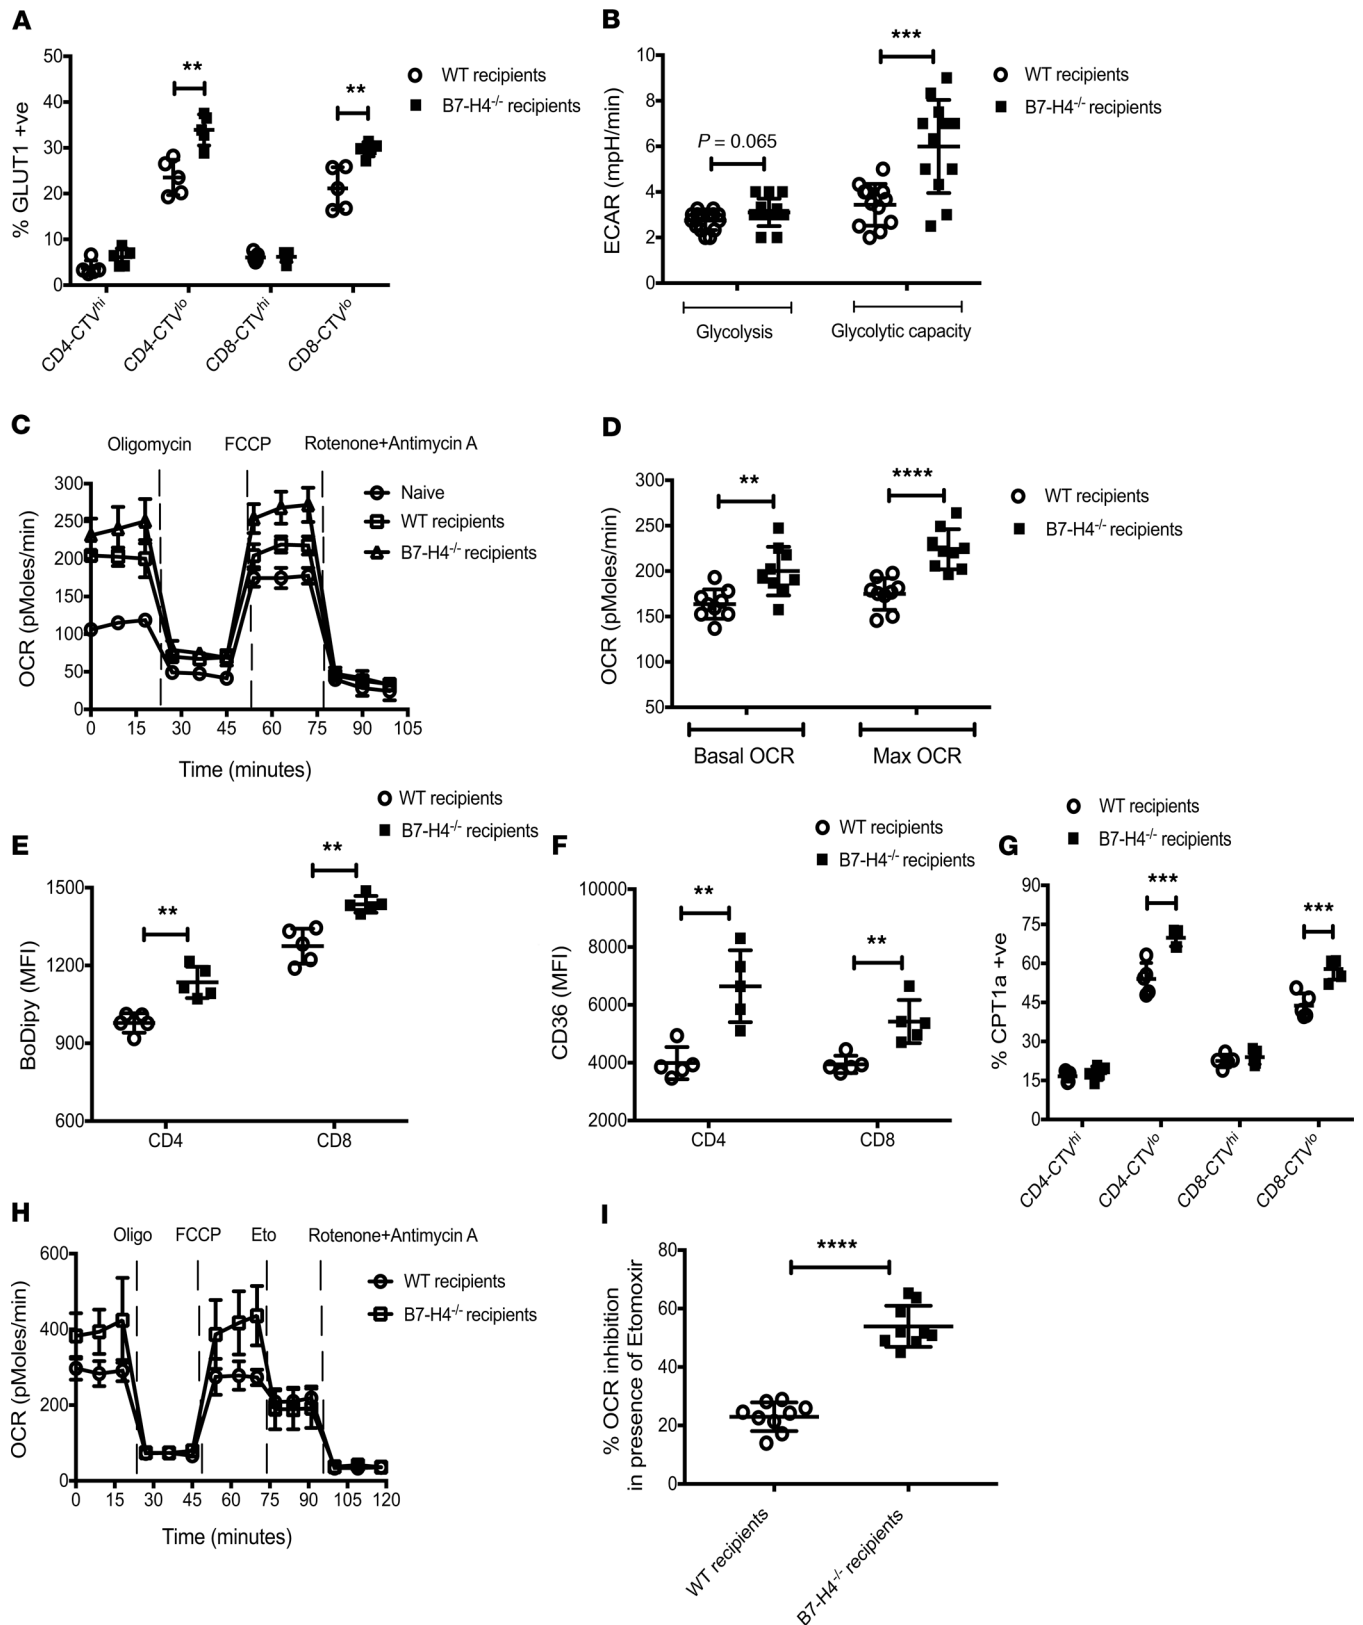 A
50
40
30
20
10
0
% GLUT1 +ve
**
**
WT recipients
B7-H4-/- recipients
CD4-CTVhi
CD4-CTVlo
CD8-CTVhi
CD8-CTVlo
B
10
8
6
4
2
0
ECAR (mpH/min)
P = 0.065
***
WT recipients
B7-H4-/- recipients
Glycolysis
Glycolytic capacity
C
Oligomycin
FCCP
Rotenone+Antimycin A
300
250
200
150
100
50
0
OCR (pMoles/min)
Naive
WT recipients
B7-H4-/- recipients
0 15 30 45 60 75 90 105
Time (minutes)
D
300
250
200
150
100
50
OCR (pMoles/min)
**
****
WT recipients
B7-H4-/- recipients
Basal OCR
Max OCR
E
WT recipients
B7-H4-/- recipients
1500
1200
900
600
BoDipy (MFI)
**
**
CD4
CD8
F
WT recipients
B7-H4-/- recipients
10000
8000
6000
4000
2000
CD36 (MFI)
**
**
CD4
CD8
G
WT recipients
B7-H4-/- recipients
90
75
60
45
30
15
0
% CPT1a +ve
***
***
CD4-CTVhi
CD4-CTVlo
CD8-CTVhi
CD8-CTVlo
H
Oligo
FCCP
Eto
Rotenone+Antimycin A
600
400
200
0
OCR (pMoles/min)
WT recipients
B7-H4-/- recipients
0 15 30 45 60 75 90 105 120
Time (minutes)
I
80
60
40
20
0
% OCR inhibition
in presence of Etomoxir
****
WT recipients
B7-H4-/- recipients